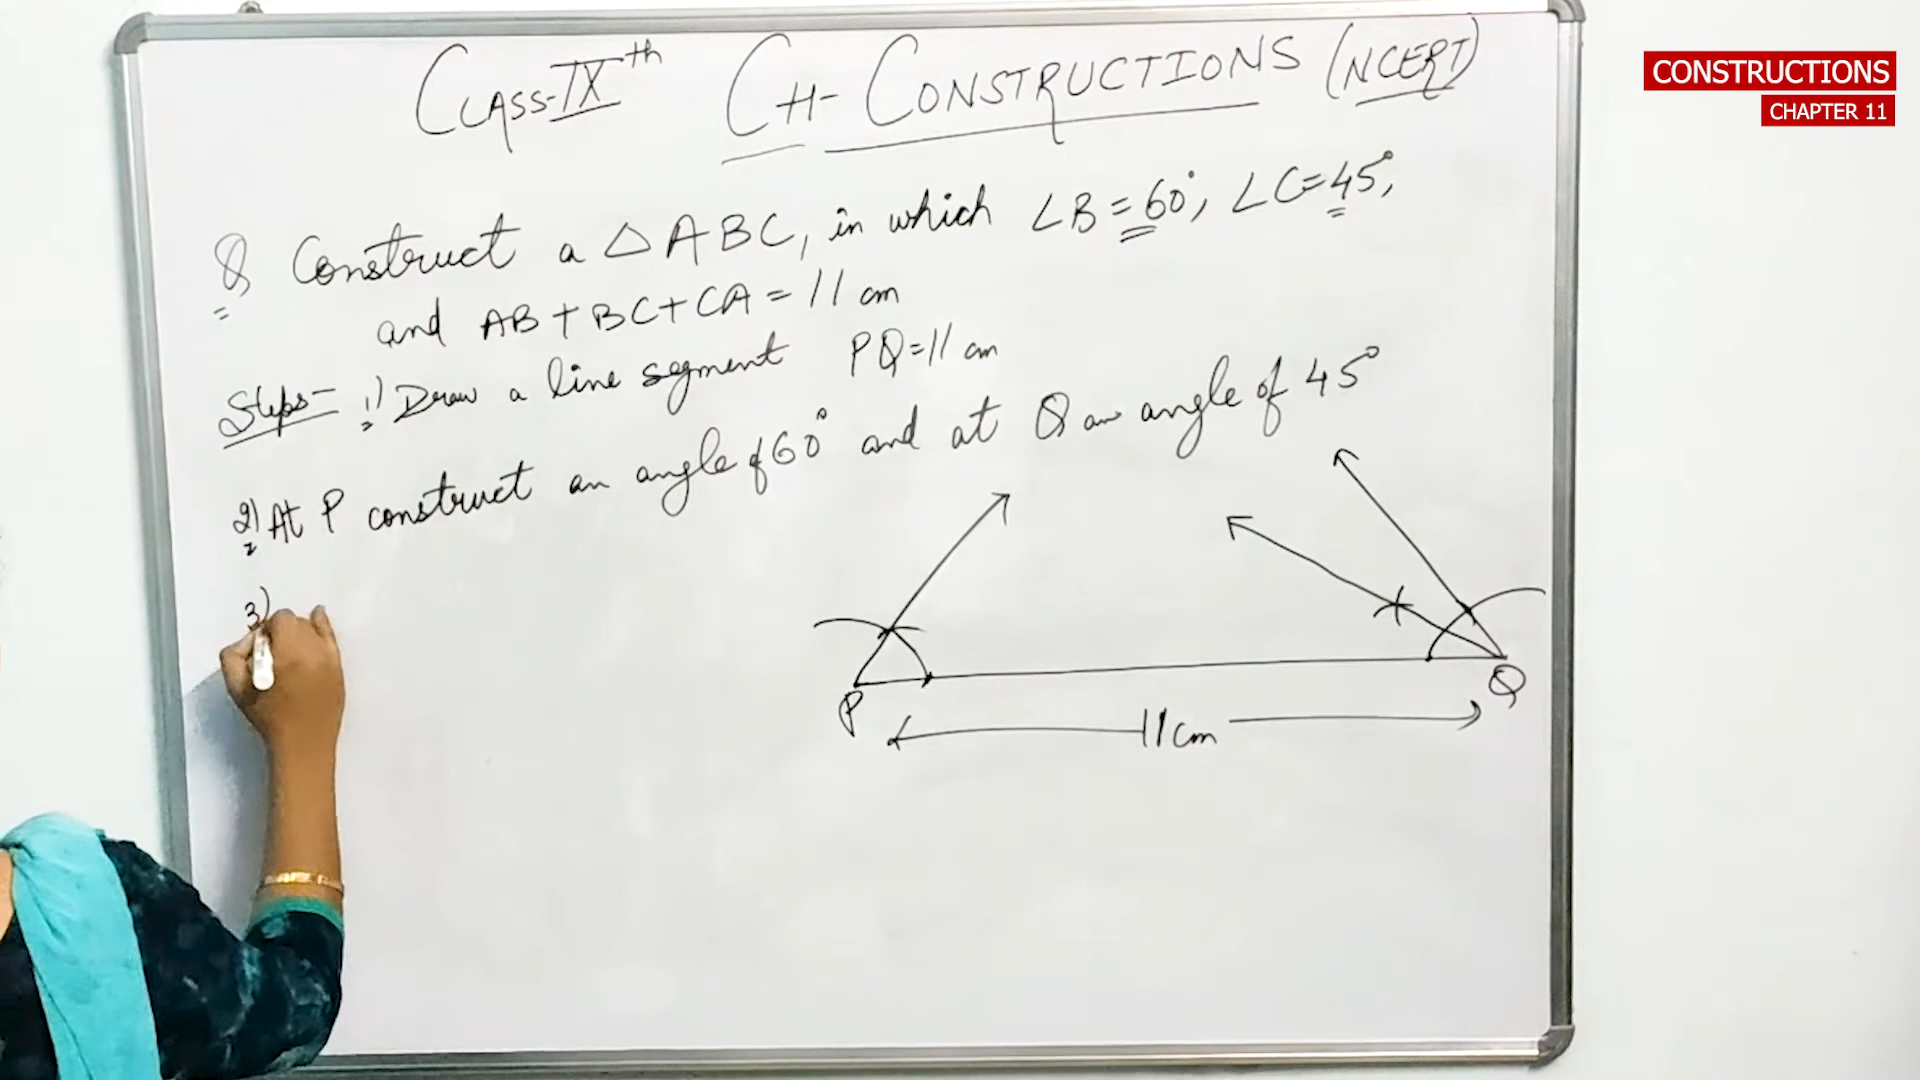 CLASS-IXth CH- CONSTRUCTIONS (NCERT)
CONSTRUCTIONS
CHAPTER 11
Q Construct a △ABC, in which ∠B=60°, ∠C=45°,
and AB+BC+CA=11 cm
Steps- 1) Draw a line segment PQ=11 cm
2) At P construct an angle of 60° and at Q an angle of 45°
3)
P
Q
11cm